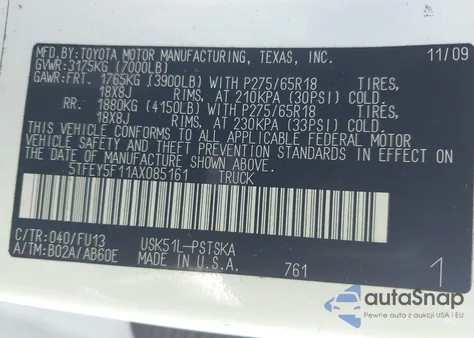 MFD.BY:TOYOTA MOTOR MANUFACTURING, TEXAS, INC. 11/09
GVWR:3175KG (7000LB)
GAWR:FRT. 1765KG (3900LB) WITH P275/65R18 TIRES,
18X8J RIMS, AT 210KPA (30PSI) COLD.
RR. 1880KG (4150LB) WITH P275/65R18 TIRES,
18X8J RIMS, AT 230KPA (33PSI) COLD.
THIS VEHICLE CONFORMS TO ALL APPLICABLE FEDERAL MOTOR
VEHICLE SAFETY AND THEFT PREVENTION STANDARDS IN EFFECT ON
THE DATE OF MANUFACTURE SHOWN ABOVE.
5TFEY5F11AX085161 TRUCK
C/TR:040/FU13 USK51L-PSTSKA
A/TM:B02A/AB60E MADE IN U.S.A. 761 1
autoSnap
Pewne auta z USA i EU